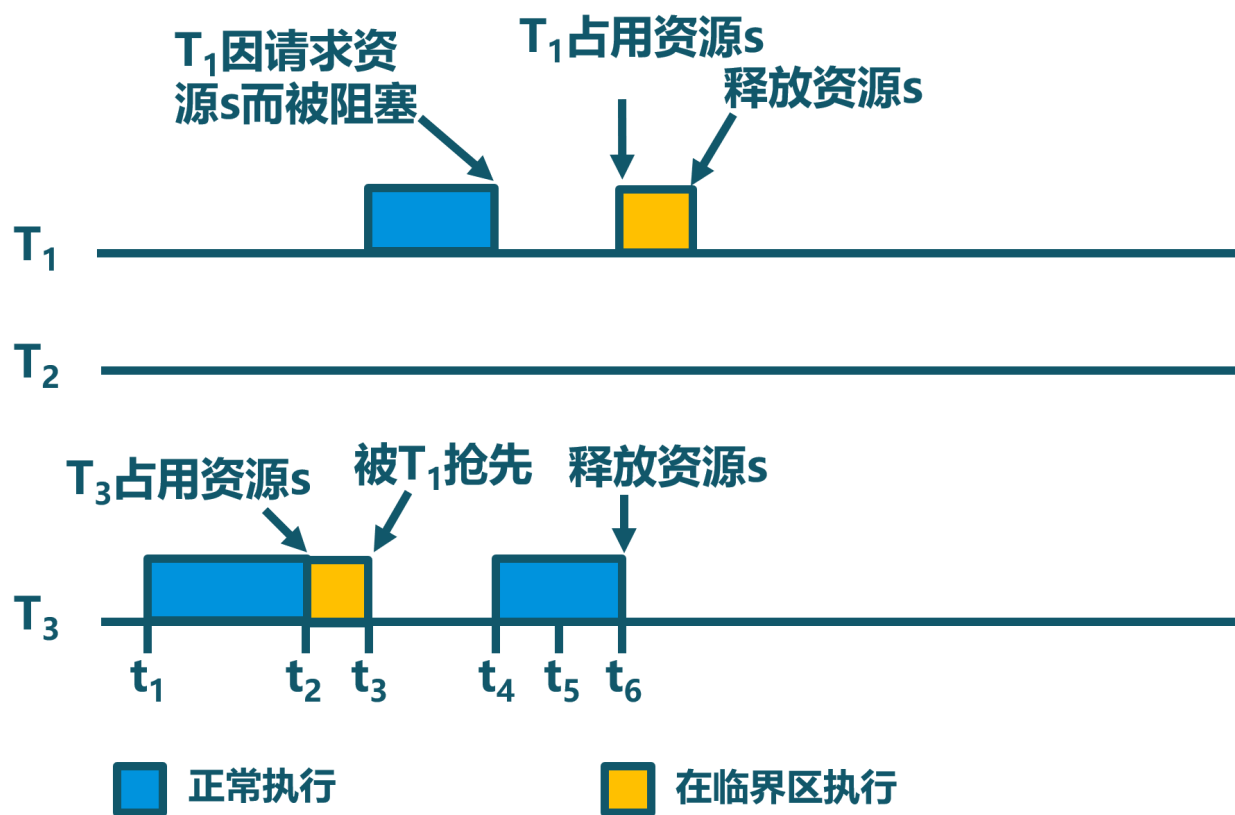 T₁因请求资
源s而被阻塞
T₁占用资源s
释放资源s
T₁
T₂
T₃占用资源s
被T₁抢先
释放资源s
T₃
t₁
t₂
t₃
t₄
t₅
t₆
正常执行
在临界区执行